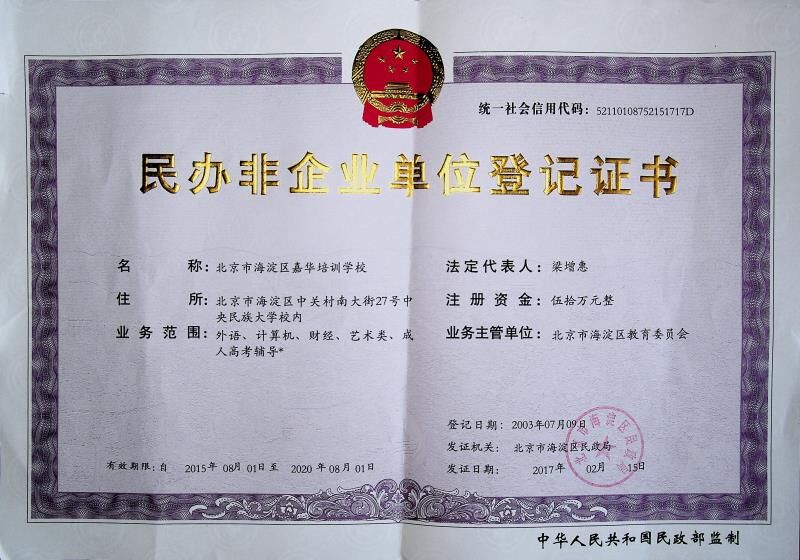 统一社会信用代码：52110108752151717D
民办非企业单位登记证书
名称：北京市海淀区嘉华培训学校
住所：北京市海淀区中关村南大街27号中
央民族大学校内
业务范围：外语、计算机、财经、艺术类、成
人高考辅导*
法定代表人：梁增惠
注册资金：伍拾万元整
业务主管单位：北京市海淀区教育委员会
登记日期：2003年07月09日
发证机关：北京市海淀区民政局
发证日期：2017年02月15日
有效期限：自2015年08月01日至2020年08月01日
北京市海淀区民政局
中华人民共和国民政部监制